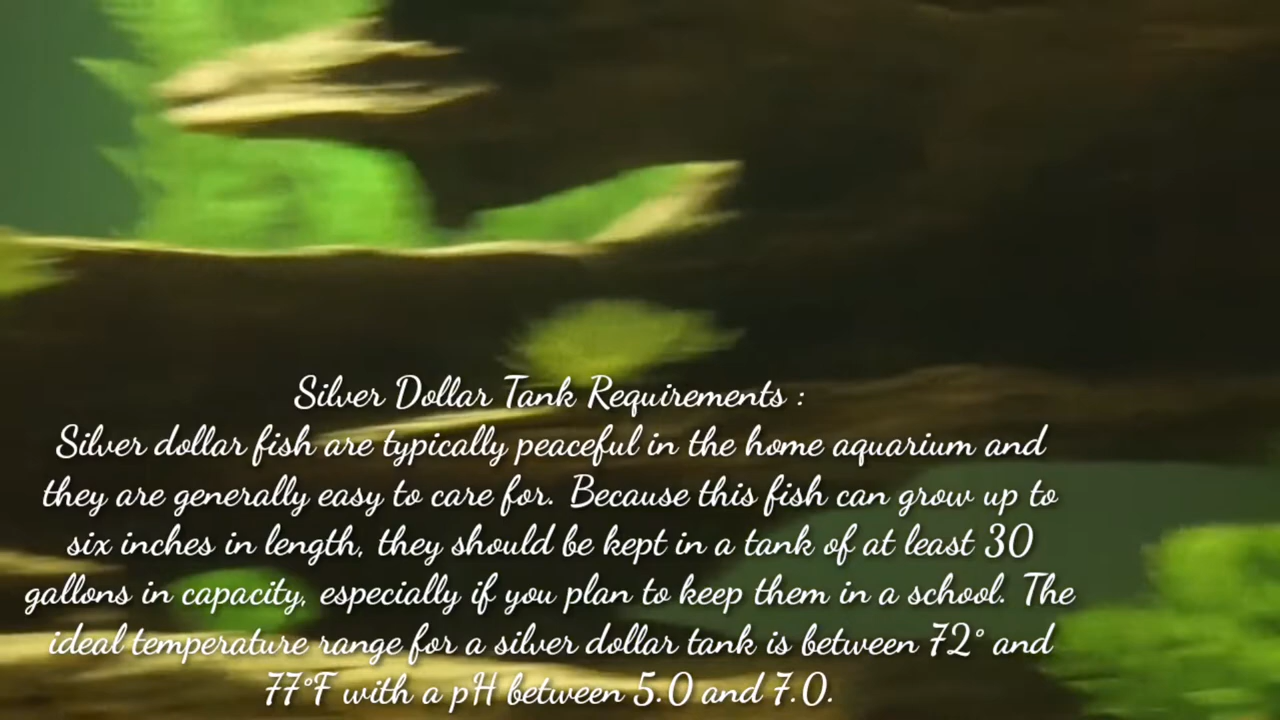 Silver Dollar Tank Requirements :
Silver dollar fish are typically peaceful in the home aquarium and
they are generally easy to care for. Because this fish can grow up to
six inches in length, they should be kept in a tank of at least 30
gallons in capacity, especially if you plan to keep them in a school. The
ideal temperature range for a silver dollar tank is between 72° and
77°F with a pH between 5.0 and 7.0.